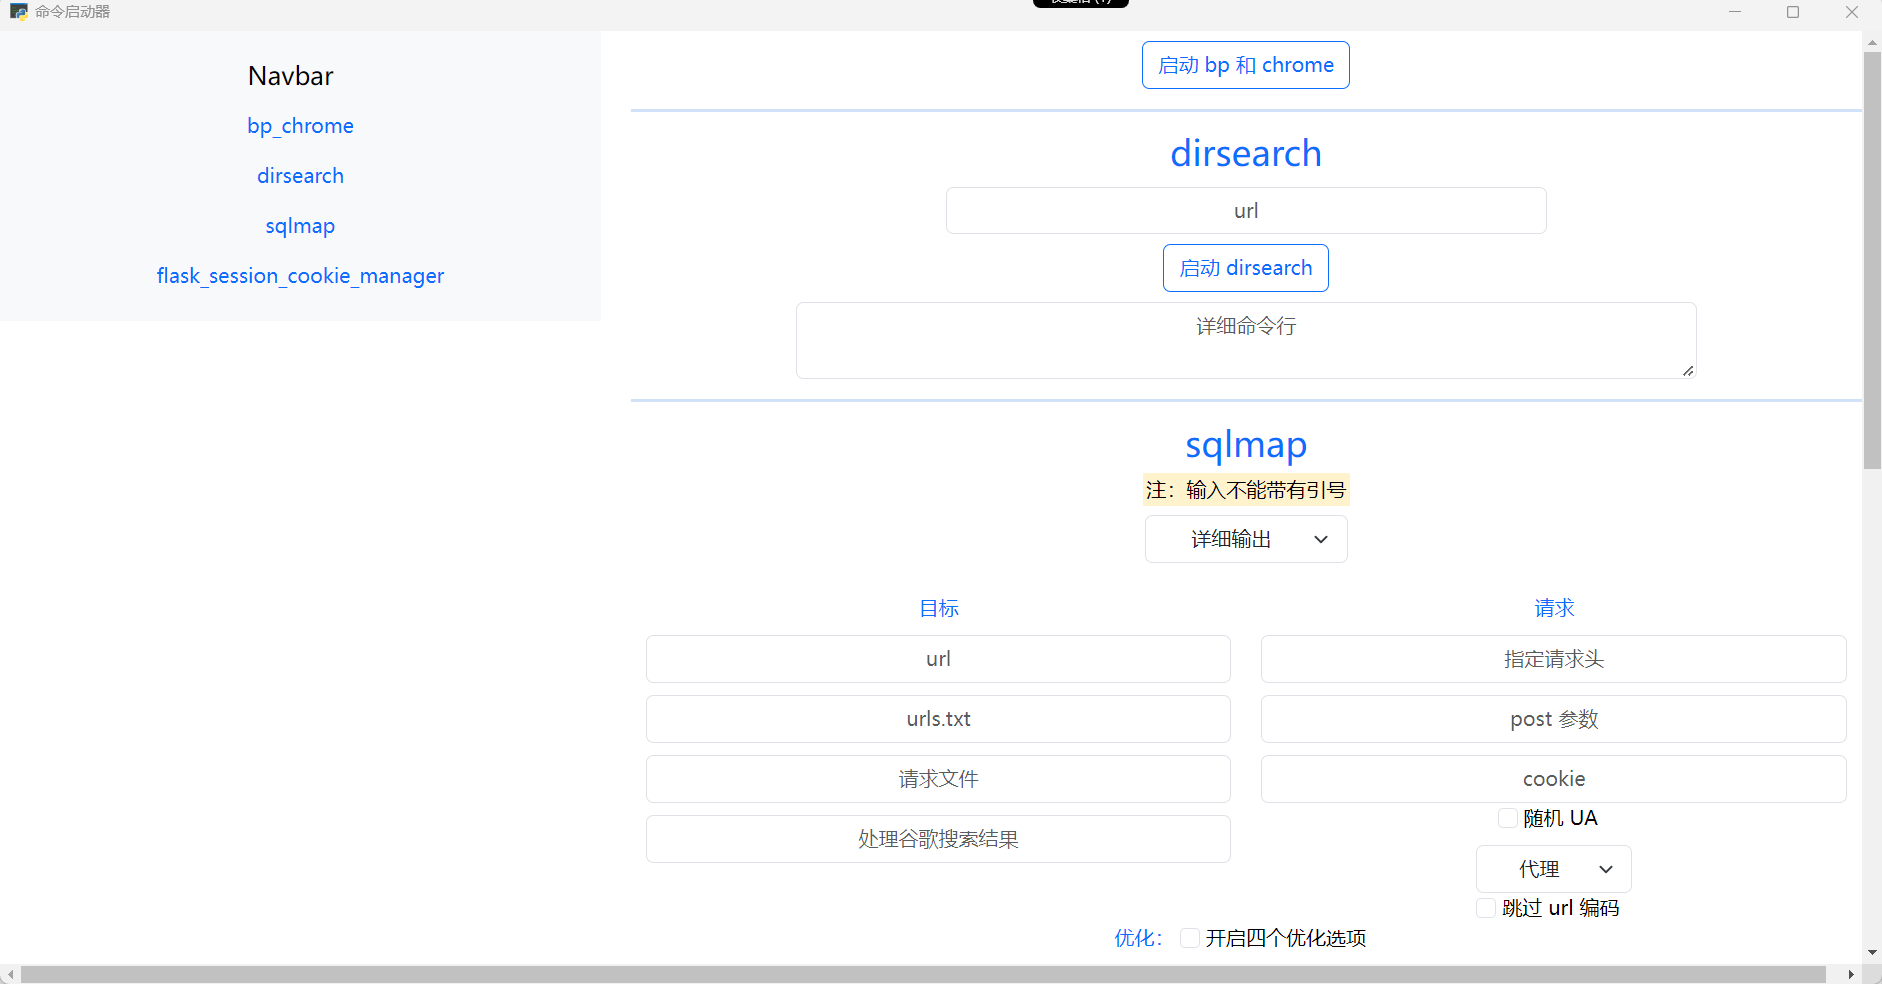 命令启动器
Navbar
bp_chrome
dirsearch
sqlmap
flask_session_cookie_manager
启动 bp 和 chrome
dirsearch
url
启动 dirsearch
详细命令行
sqlmap
注：输入不能带有引号
详细输出
目标
url
urls.txt
请求文件
处理谷歌搜索结果
请求
指定请求头
post 参数
cookie
随机 UA
代理
跳过 url 编码
优化： 开启四个优化选项